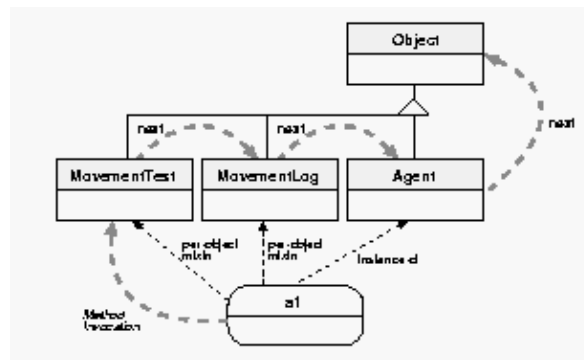 Object
next
next
next
MovementTest
MovementLog
Agent
per-object
mixin
per-object
mixin
instance-of
a1
Method
Invocation